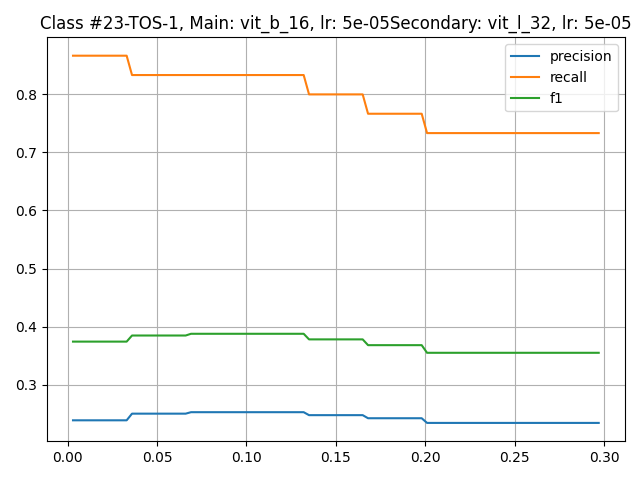 Class #23-TOS-1, Main: vit_b_16, lr: 5e-05Secondary: vit_l_32, lr: 5e-05
precision
recall
f1
0.8
0.7
0.6
0.5
0.4
0.3
0.00 0.05 0.10 0.15 0.20 0.25 0.30